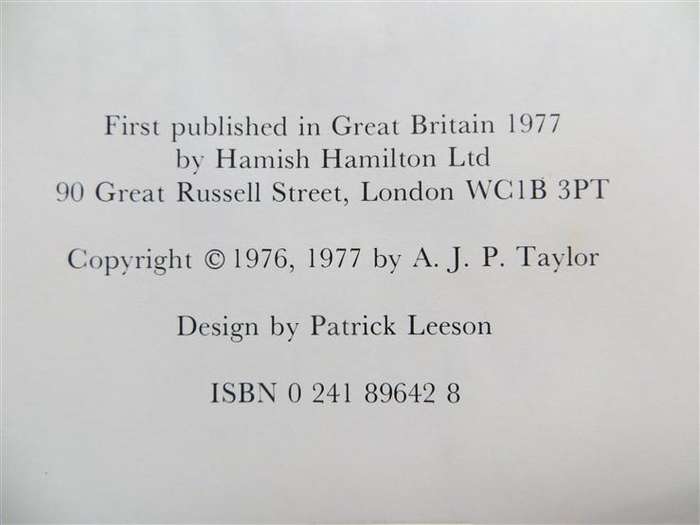 First published in Great Britain 1977
by Hamish Hamilton Ltd
90 Great Russell Street, London WC1B 3PT
Copyright © 1976, 1977 by A. J. P. Taylor
Design by Patrick Leeson
ISBN 0 241 89642 8